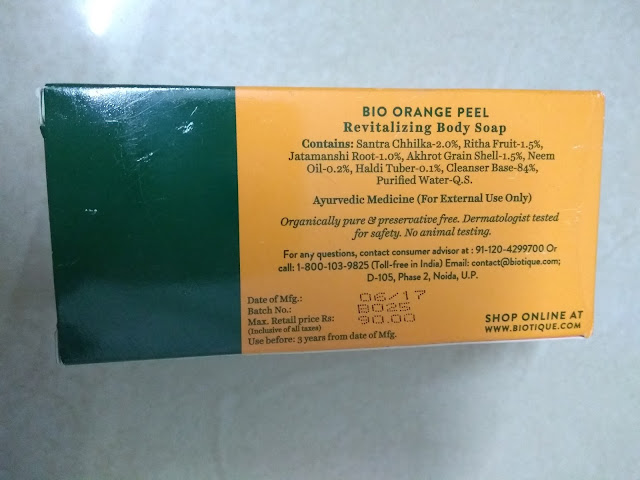 BIO ORANGE PEEL
Revitalizing Body Soap
Contains: Santra Chhilka-2.0%, Ritha Fruit-1.5%,
Jatamanshi Root-1.0%, Akhrot Grain Shell-1.5%, Neem
Oil-0.2%, Haldi Tuber-0.1%, Cleanser Base-84%,
Purified Water-Q.S.
Ayurvedic Medicine (For External Use Only)
Organically pure & preservative free. Dermatologist tested
for safety. No animal testing.
For any questions, contact consumer advisor at : 91-120-4299700 Or
call: 1-800-103-9825 (Toll-free in India) Email: contact@biotique.com;
D-105, Phase 2, Noida, U.P.
Date of Mfg.: 06/17
Batch No.: B025
Max. Retail price Rs: 90.00
(Inclusive of all taxes)
Use before: 3 years from date of Mfg.
SHOP ONLINE AT
WWW.BIOTIQUE.COM